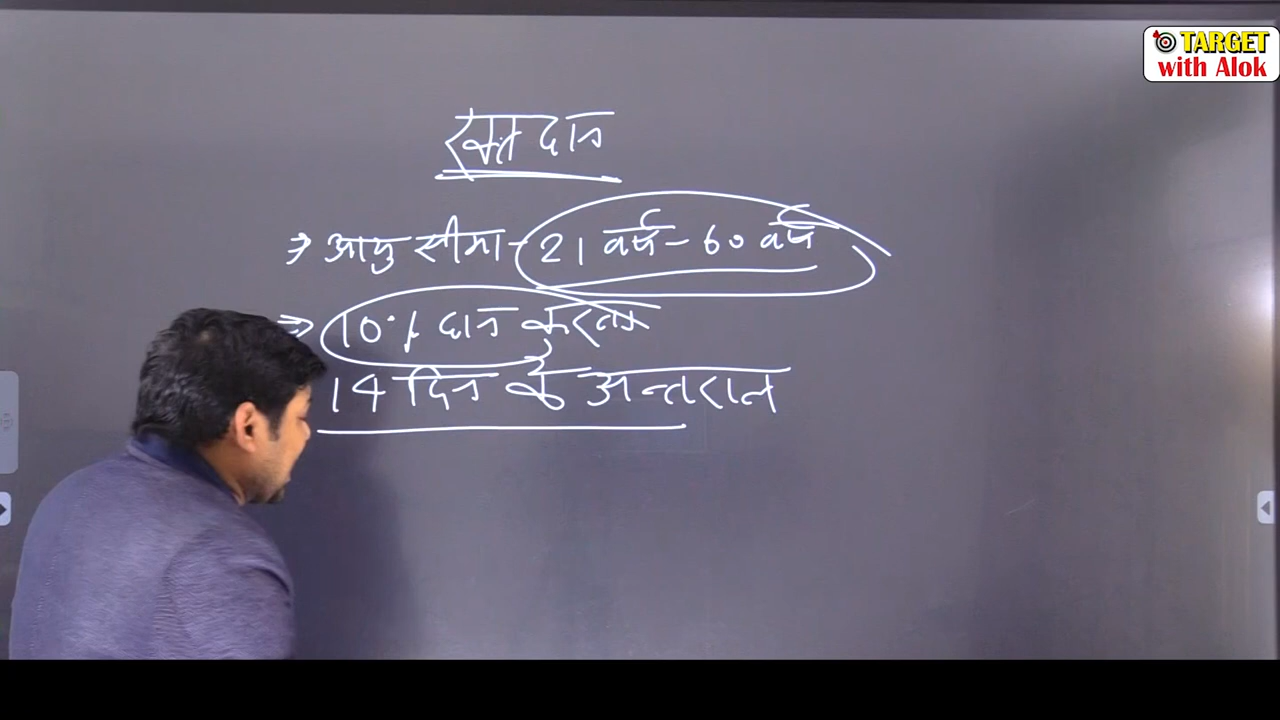 TARGET
with Alok
रक्त दान
⇒ आयु सीमा - 21 वर्ष - 60 वर्ष
⇒ 10% दान करता
14 दिन के अन्तराल